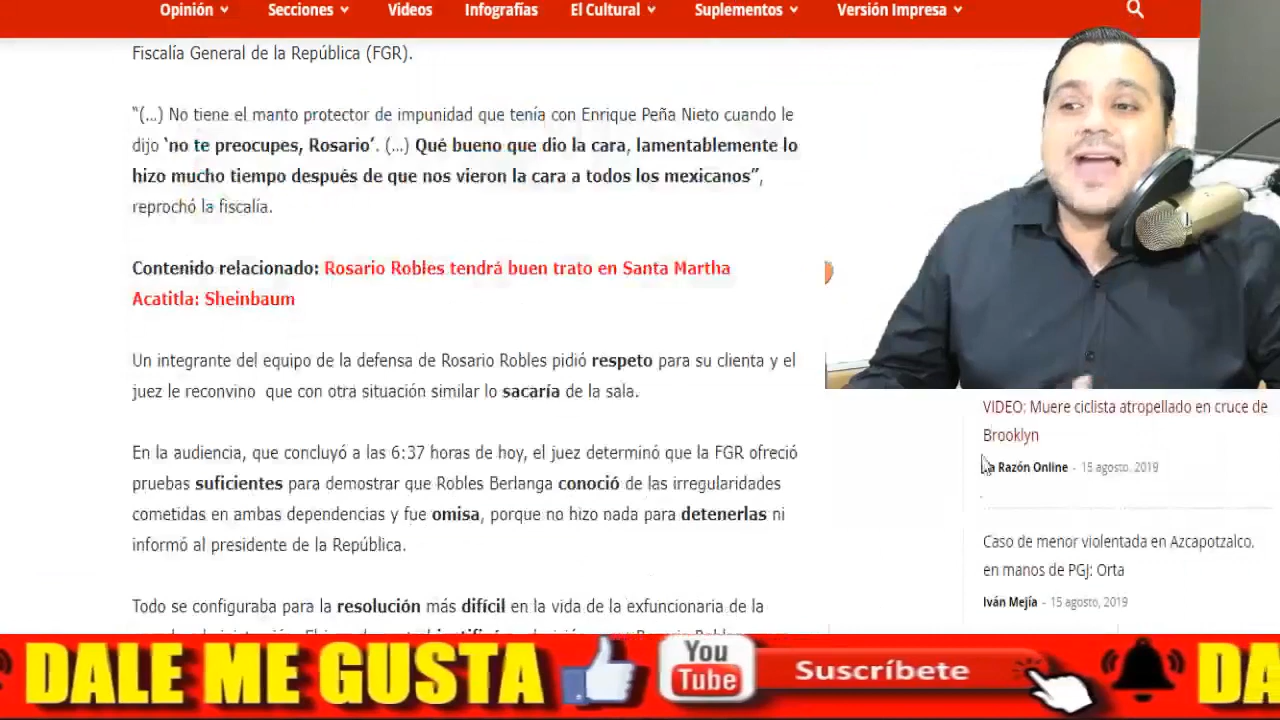 Opinión Secciones Videos Infografías El Cultural Suplementos Versión Impresa
Fiscalía General de la República (FGR).
“(...) No tiene el manto protector de impunidad que tenía con Enrique Peña Nieto cuando le
dijo ‘no te preocupes, Rosario’. (...) Qué bueno que dio la cara, lamentablemente lo
hizo mucho tiempo después de que nos vieron la cara a todos los mexicanos”,
reprochó la fiscalía.
Contenido relacionado: Rosario Robles tendrá buen trato en Santa Martha
Acatitla: Sheinbaum
Un integrante del equipo de la defensa de Rosario Robles pidió respeto para su clienta y el
juez le reconvino que con otra situación similar lo sacaría de la sala.
En la audiencia, que concluyó a las 6:37 horas de hoy, el juez determinó que la FGR ofreció
pruebas suficientes para demostrar que Robles Berlanga conoció de las irregularidades
cometidas en ambas dependencias y fue omisa, porque no hizo nada para detenerlas ni
informó al presidente de la República.
Todo se configuraba para la resolución más difícil en la vida de la exfuncionaria de la
VIDEO: Muere ciclista atropellado en cruce de
Brooklyn
La Razón Online - 15 agosto, 2019
Caso de menor violentada en Azcapotzalco,
en manos de PGJ: Orta
Iván Mejía - 15 agosto, 2019
DALE ME GUSTA You Tube Suscríbete DA